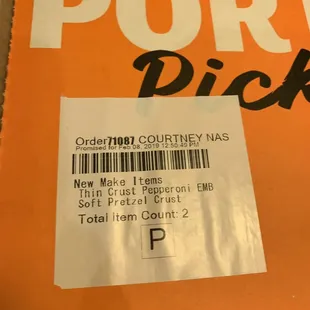 POR
Pick
Order71087 COURTNEY NAS
Promised for Feb 08, 2019 12:50:45 PM
New Make Items
Thin Crust Pepperoni EMB
Soft Pretzel Crust
Total Item Count: 2
P